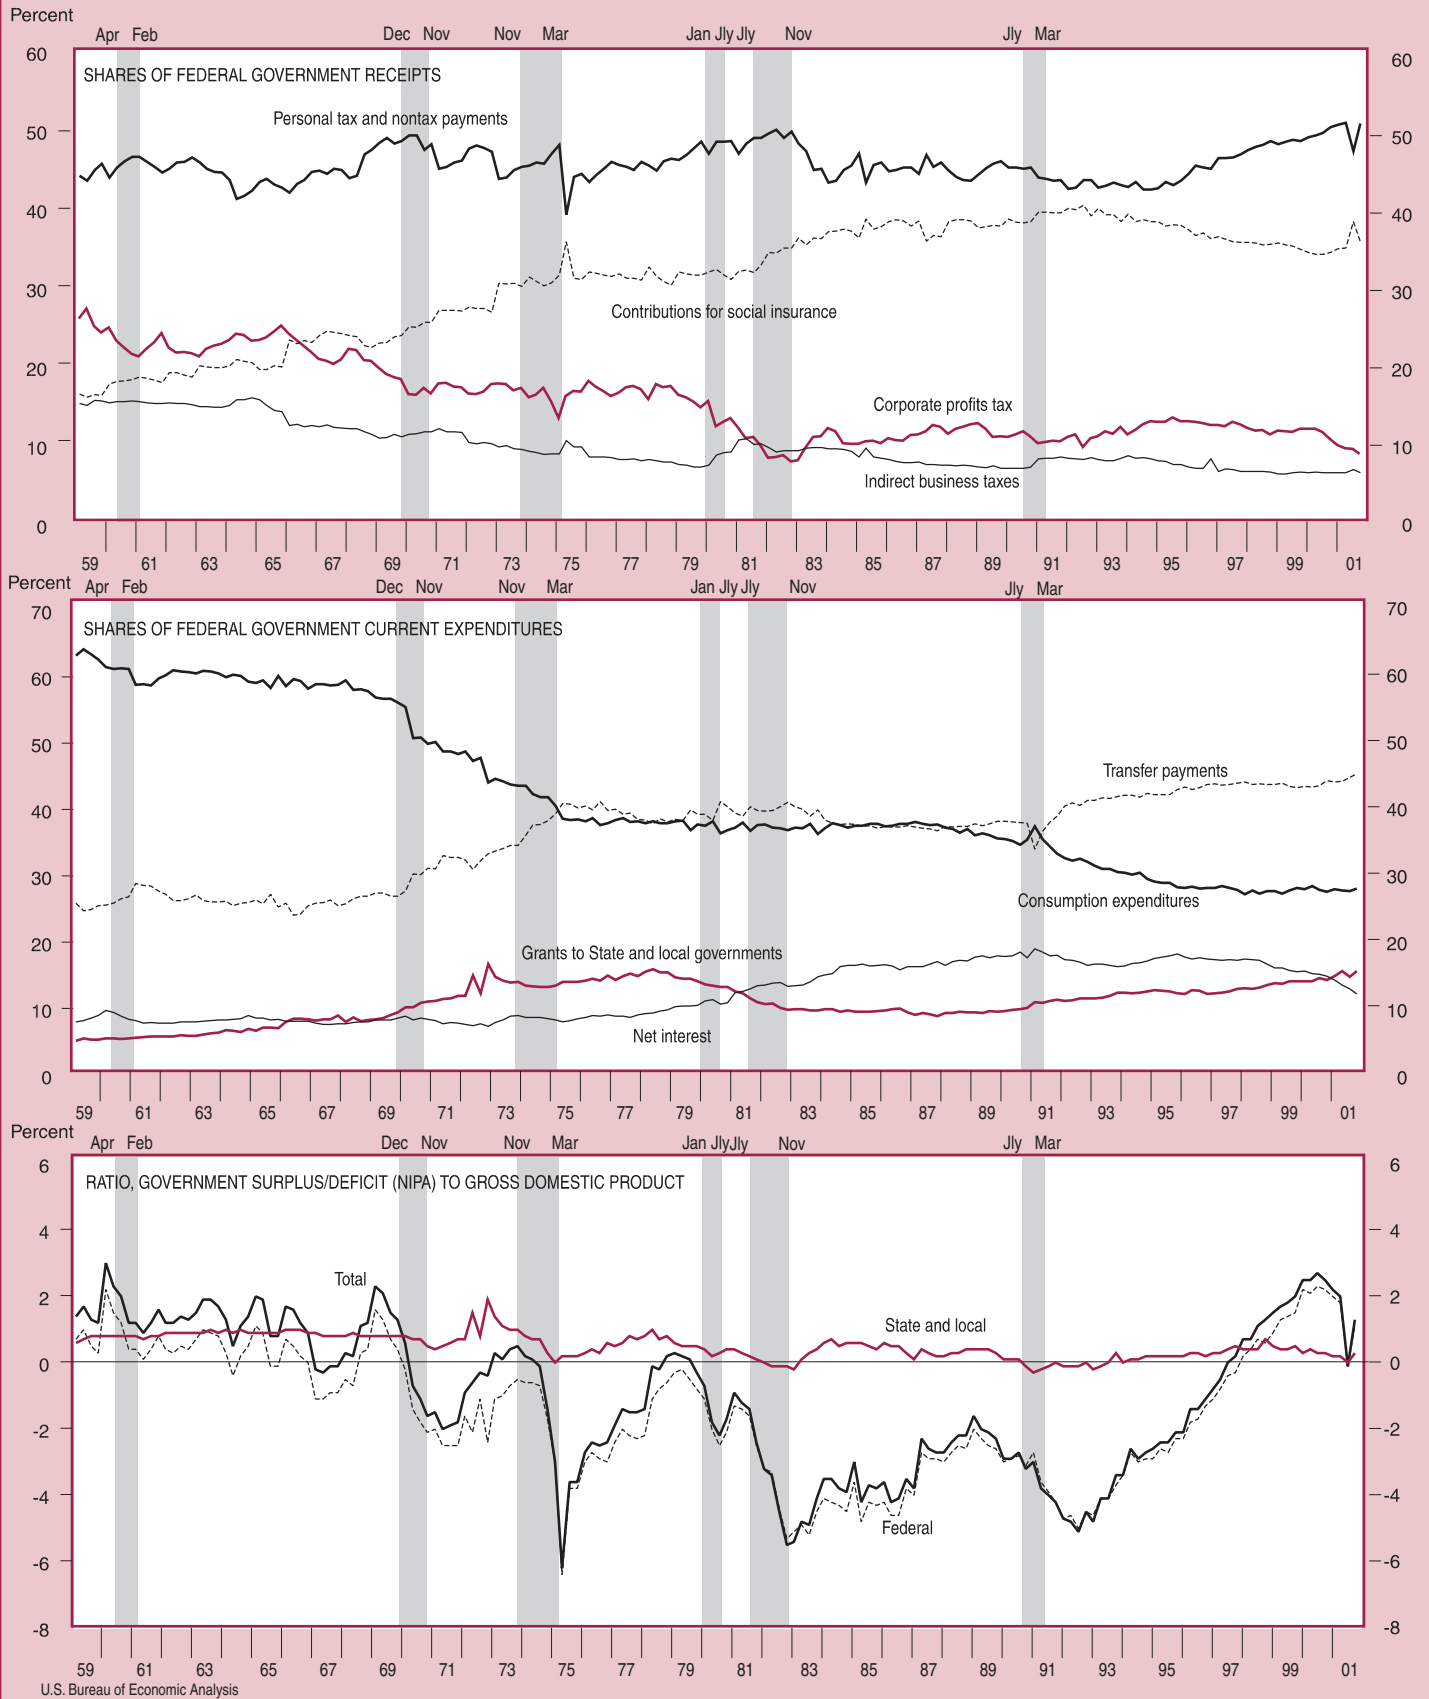 Percent
Apr Feb Dec Nov Nov Mar Jan Jly Jly Nov Jly Mar
60 60
SHARES OF FEDERAL GOVERNMENT RECEIPTS
Personal tax and nontax payments
50 50
40 40
30 30
Contributions for social insurance
20 20
Corporate profits tax
10 10
Indirect business taxes
0 0
59 61 63 65 67 69 71 73 75 77 79 81 83 85 87 89 91 93 95 97 99 01
Percent
Apr Feb Dec Nov Nov Mar Jan Jly Jly Nov Jly Mar
70 70
SHARES OF FEDERAL GOVERNMENT CURRENT EXPENDITURES
60 60
50 50
Transfer payments
40 40
30 30
Consumption expenditures
20 20
Grants to State and local governments
10 10
Net interest
0 0
59 61 63 65 67 69 71 73 75 77 79 81 83 85 87 89 91 93 95 97 99 01
Percent
Apr Feb Dec Nov Nov Mar Jan Jly Jly Nov Jly Mar
6 6
RATIO, GOVERNMENT SURPLUS/DEFICIT (NIPA) TO GROSS DOMESTIC PRODUCT
4 4
Total
2 2
State and local
0 0
-2 -2
-4 -4
Federal
-6 -6
-8 -8
59 61 63 65 67 69 71 73 75 77 79 81 83 85 87 89 91 93 95 97 99 01
U.S. Bureau of Economic Analysis